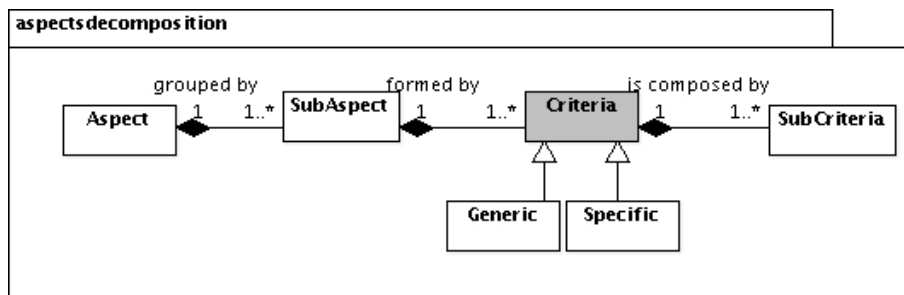 aspectsdecomposition
grouped by
formed by
is composed by
Aspect
1
1..*
SubAspect
1
1..*
Criteria
1
1..*
SubCriteria
Generic
Specific